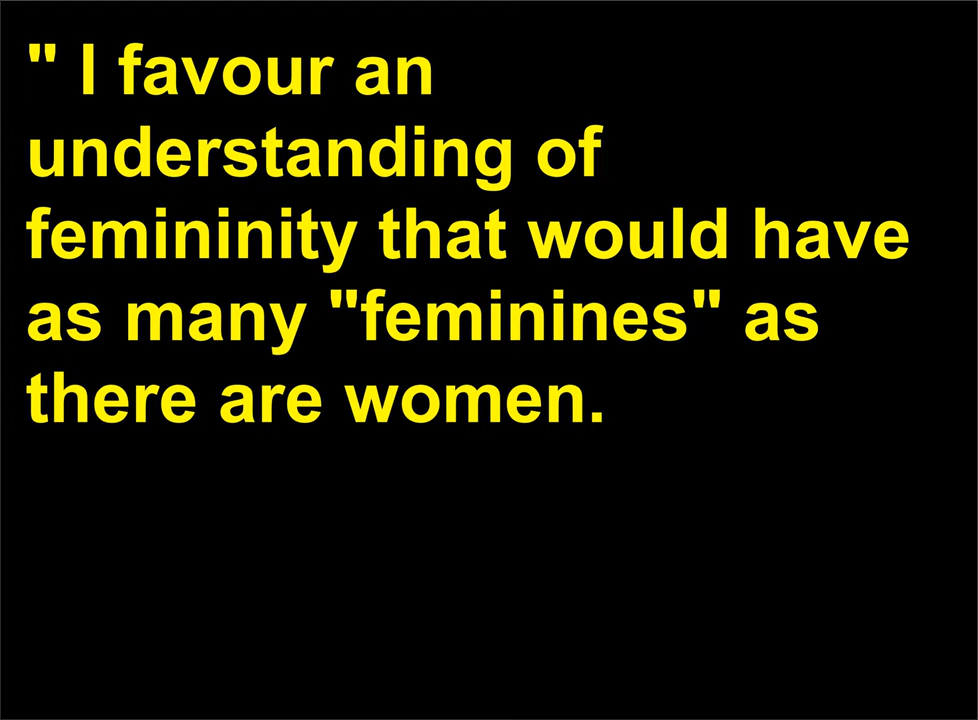 " I favour an
understanding of
femininity that would have
as many "feminines" as
there are women.